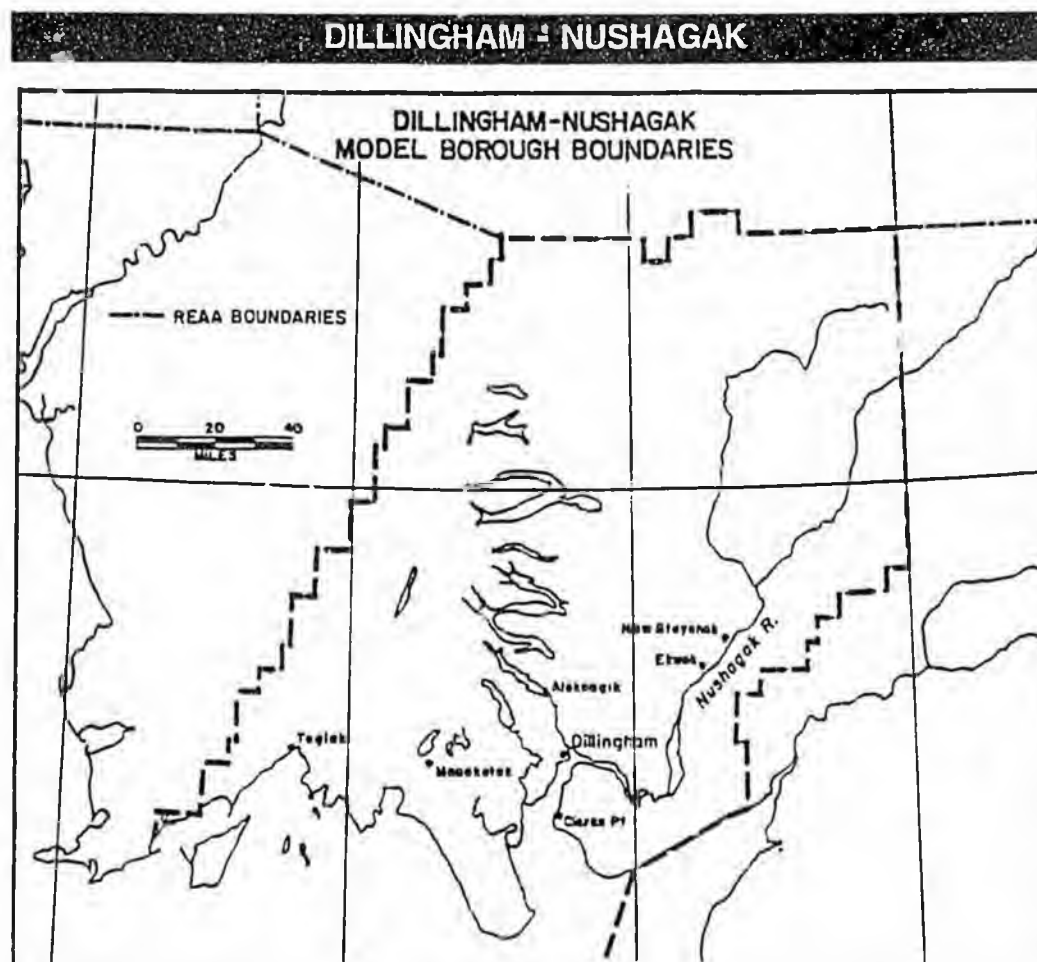 DILLINGHAM - NUSHAGAK
DILLINGHAM-NUSHAGAK
MODEL BOROUGH BOUNDARIES
REAA BOUNDARIES
0 20 40
MILES
New Stuyahok
Ekwok
Nushagak R.
Aleknagik
Dillingham
Togiak
Manokotak
Clarks Pt